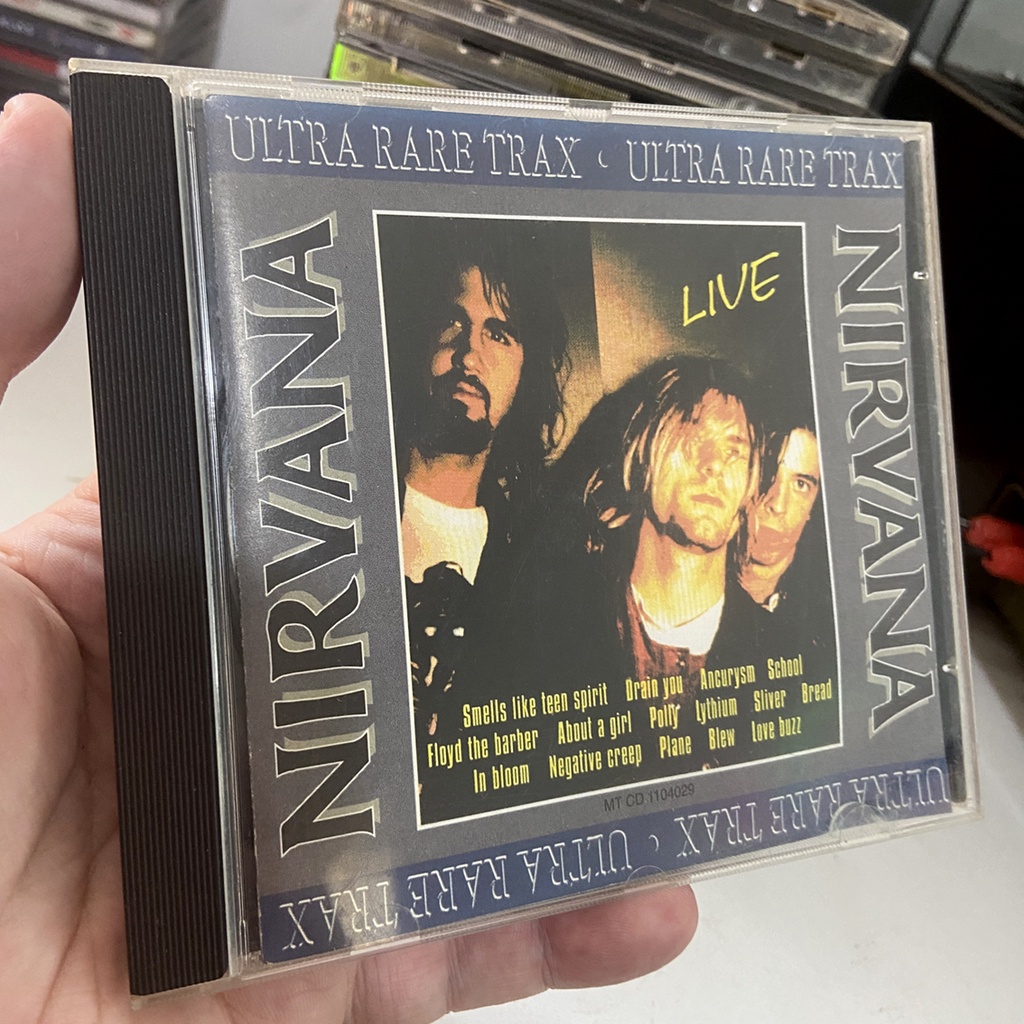 ULTRA RARE TRAX • ULTRA RARE TRAX
NIRVANA
NIRVANA
LIVE
Smells like teen spirit Drain you Aneurysm School
Floyd the barber About a girl Polly Lythium Sliver Bread
In bloom Negative creep Plane Blew Love buzz
MT CD 1104029
ULTRA RARE TRAX • ULTRA RARE TRAX